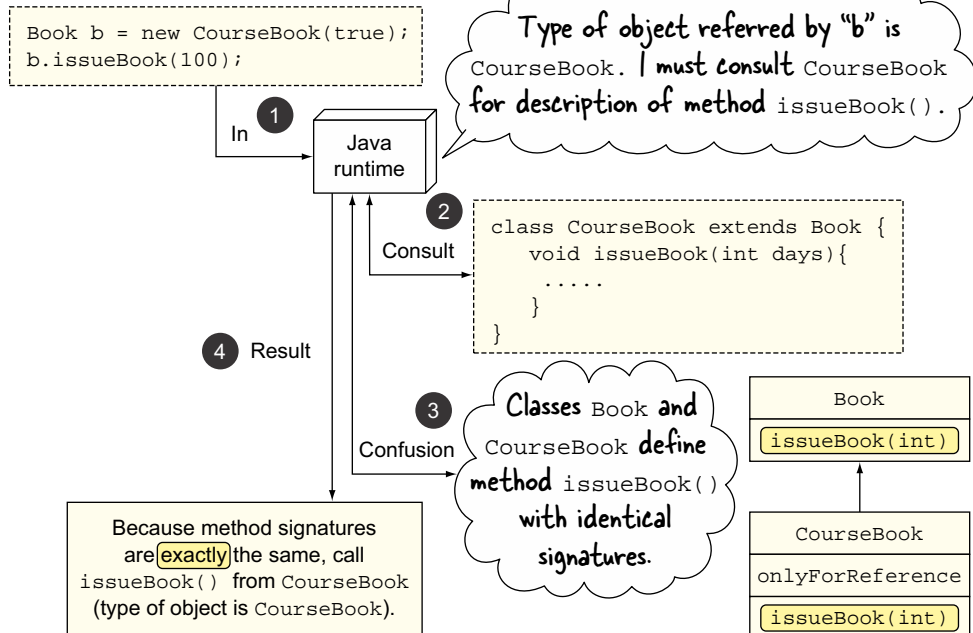 Book b = new CourseBook(true);
b.issueBook(100);
Type of object referred by “b” is
CourseBook. I must consult CourseBook
for description of method issueBook().
1
In
Java
runtime
2
Consult
class CourseBook extends Book {
void issueBook(int days){
.....
}
}
4 Result
3
Confusion
Classes Book and
CourseBook define
method issueBook()
with identical
signatures.
Book
issueBook(int)
CourseBook
onlyForReference
issueBook(int)
Because method signatures
are exactly the same, call
issueBook() from CourseBook
(type of object is CourseBook).